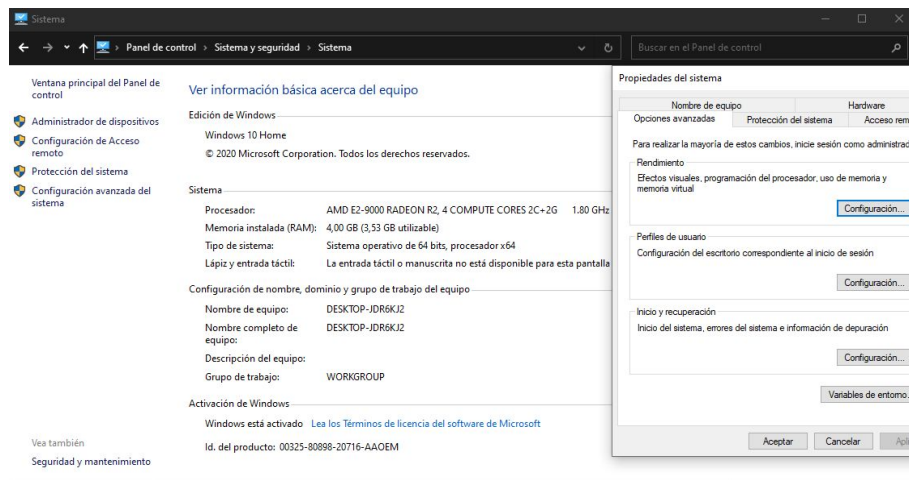 Sistema
Panel de control > Sistema y seguridad > Sistema
Buscar en el Panel de control
Ventana principal del Panel de
control
Administrador de dispositivos
Configuración de Acceso
remoto
Protección del sistema
Configuración avanzada del
sistema
Vea también
Seguridad y mantenimiento
Ver información básica acerca del equipo
Edición de Windows
Windows 10 Home
© 2020 Microsoft Corporation. Todos los derechos reservados.
Sistema
Procesador: AMD E2-9000 RADEON R2, 4 COMPUTE CORES 2C+2G 1.80 GHz
Memoria instalada (RAM): 4,00 GB (3,53 GB utilizable)
Tipo de sistema: Sistema operativo de 64 bits, procesador x64
Lápiz y entrada táctil: La entrada táctil o manuscrita no está disponible para esta pantalla
Configuración de nombre, dominio y grupo de trabajo del equipo
Nombre de equipo: DESKTOP-JDR6KJ2
Nombre completo de DESKTOP-JDR6KJ2
equipo:
Descripción del equipo:
Grupo de trabajo: WORKGROUP
Activación de Windows
Windows está activado Lea los Términos de licencia del software de Microsoft
Id. del producto: 00325-80898-20716-AAOEM
Propiedades del sistema
Nombre de equipo Hardware
Opciones avanzadas Protección del sistema Acceso rem
Para realizar la mayoría de estos cambios, inicie sesión como administrad
Rendimiento
Efectos visuales, programación del procesador, uso de memoria y
memoria virtual
Configuración...
Perfiles de usuario
Configuración del escritorio correspondiente al inicio de sesión
Configuración...
Inicio y recuperación
Inicio del sistema, errores del sistema e información de depuración
Configuración...
Variables de entorno.
Aceptar Cancelar Apli